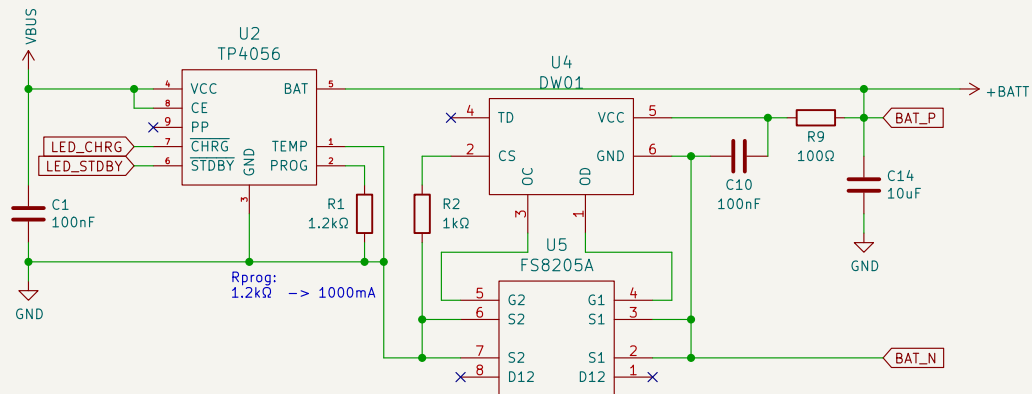 VBUS
U2
TP4056
4 VCC BAT 5
8 CE
9 PP
LED_CHRG 7 CHRG TEMP 1
LED_STDBY 6 STDBY PROG 2
GND
3
C1
100nF
R1
1.2kΩ
Rprog:
1.2kΩ -> 1000mA
GND
U4
DW01
4 TD VCC 5
2 CS GND 6
OC OD
3 1
R2
1kΩ
R9
100Ω
C10
100nF
+BATT
BAT_P
C14
10uF
GND
U5
FS8205A
5 G2 G1 4
6 S2 S1 3
7 S2 S1 2
8 D12 D12 1
BAT_N